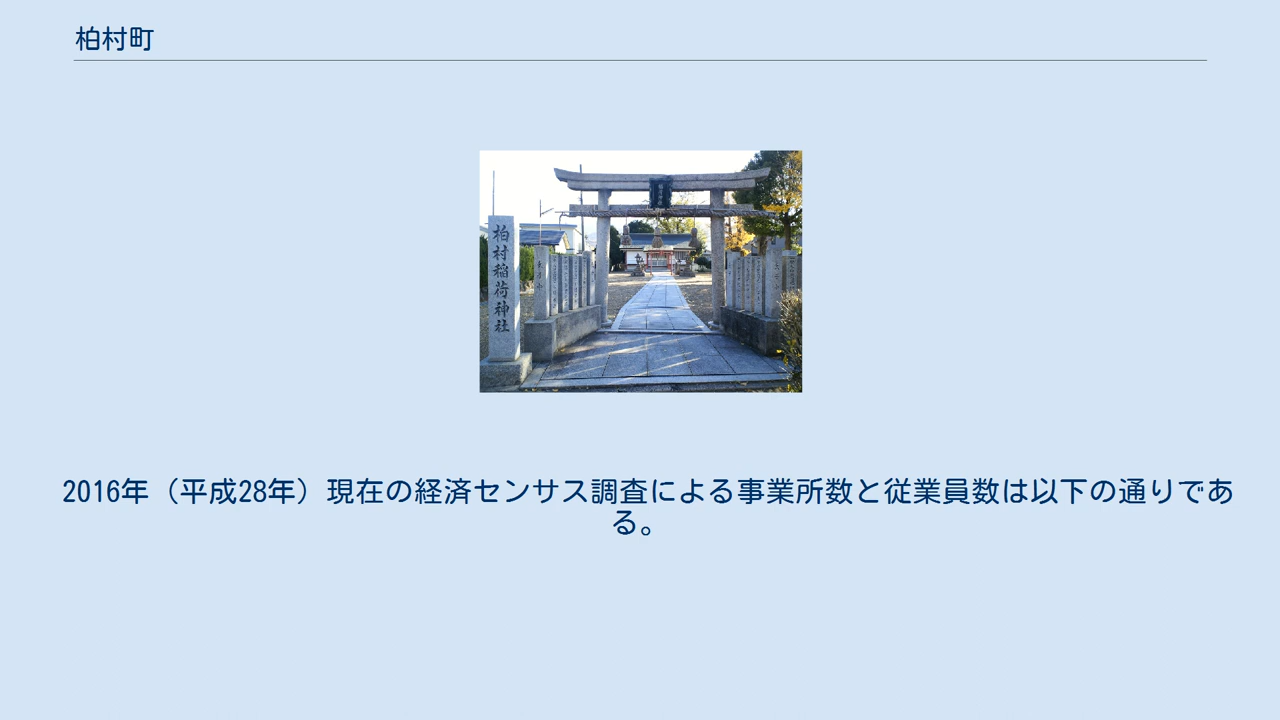 柏村町
柏村稲荷神社
2016年（平成28年）現在の経済センサス調査による事業所数と従業員数は以下の通りであ
る。